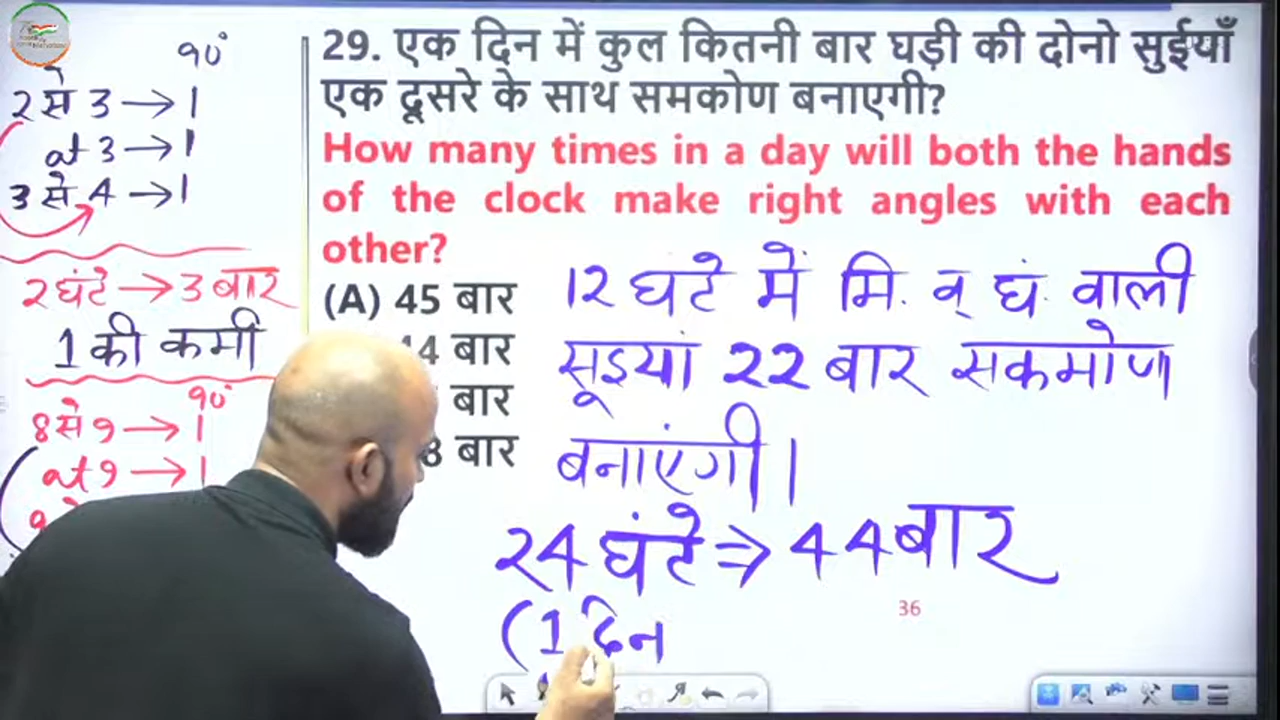 90°
2 से 3 → 1
at 3 → 1
3 से 4 → 1
2 घंटे → 3 बार
1 की कमी
90°
8 से 9 → 1
at 9 → 1
29. एक दिन में कुल कितनी बार घड़ी की दोनो सुईयाँ
एक दूसरे के साथ समकोण बनाएगी?
How many times in a day will both the hands
of the clock make right angles with each
other?
(A) 45 बार
4 बार
बार
8 बार
12 घंटे में मि. व घं. वाली
सूइयां 22 बार सकमोण
बनाएंगी।
24 घंटे ⇒ 44 बार
(1 दिन
36